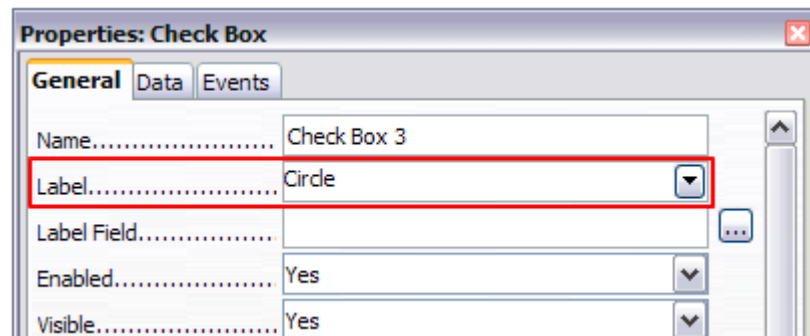 Properties: Check Box
General Data Events
Name....................... Check Box 3
Label........................ Circle
Label Field................. ...
Enabled.................... Yes
Visible....................... Yes